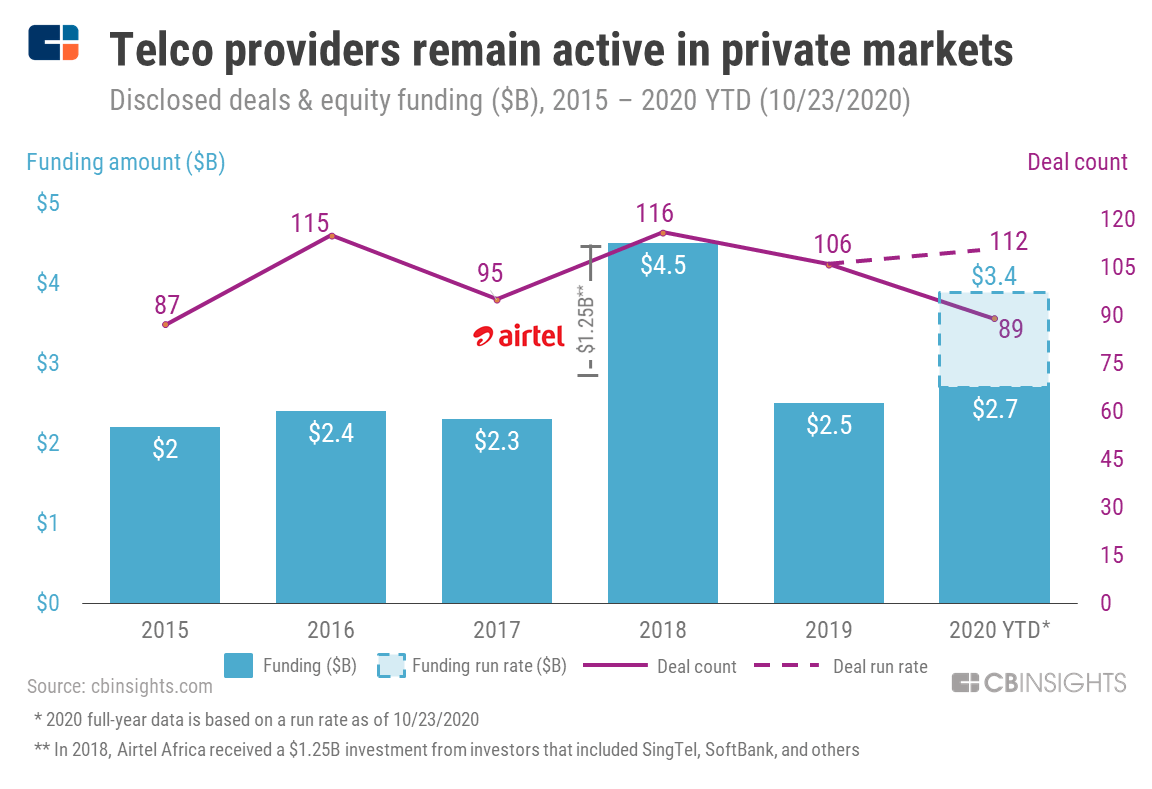 Telco providers remain active in private markets
Disclosed deals & equity funding ($B), 2015 – 2020 YTD (10/23/2020)
Funding amount ($B)
Deal count
$5
$4
$3
$2
$1
$0
120
105
90
75
60
45
30
15
0
87
115
95
116
106
112
89
airtel
$1.25B**
$2
$2.4
$2.3
$4.5
$2.5
$3.4
$2.7
2015
2016
2017
2018
2019
2020 YTD*
Funding ($B)
Funding run rate ($B)
Deal count
Deal run rate
Source: cbinsights.com
CBINSIGHTS
* 2020 full-year data is based on a run rate as of 10/23/2020
** In 2018, Airtel Africa received a $1.25B investment from investors that included SingTel, SoftBank, and others